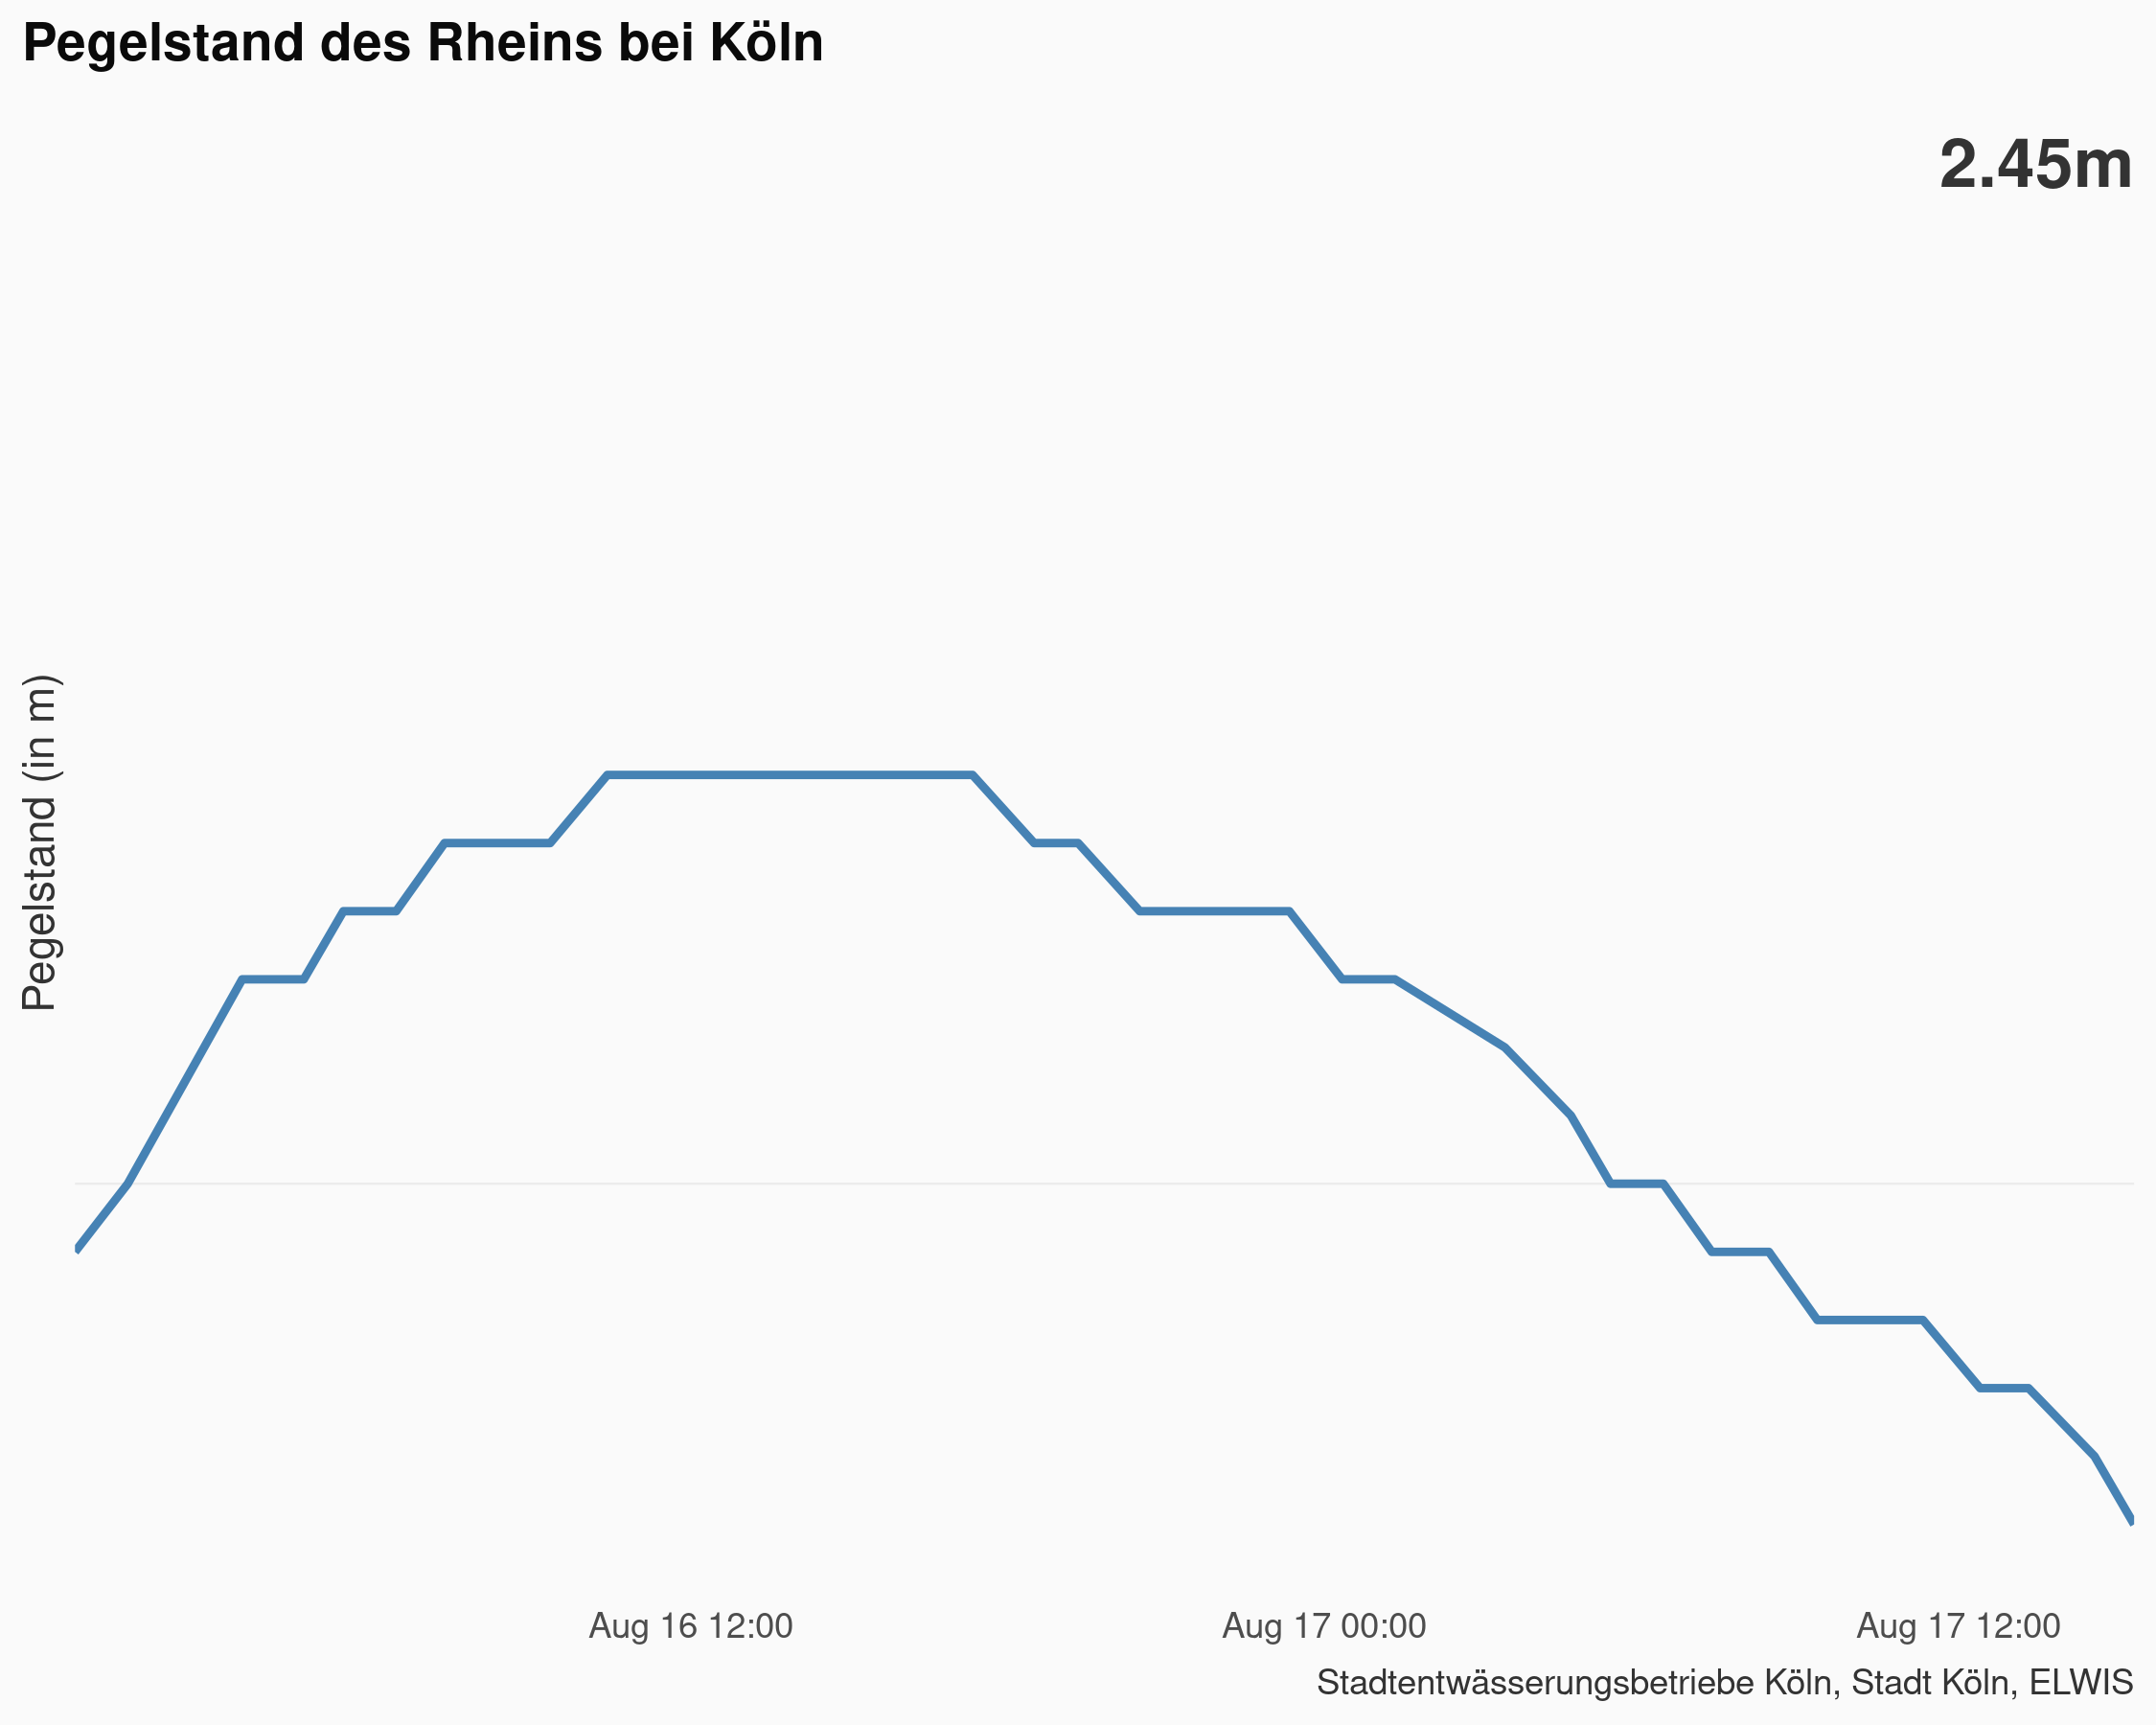 Pegelstand des Rheins bei Köln
2.45m
Pegelstand (in m)
Aug 16 12:00
Aug 17 00:00
Aug 17 12:00
Stadtentwässerungsbetriebe Köln, Stadt Köln, ELWIS